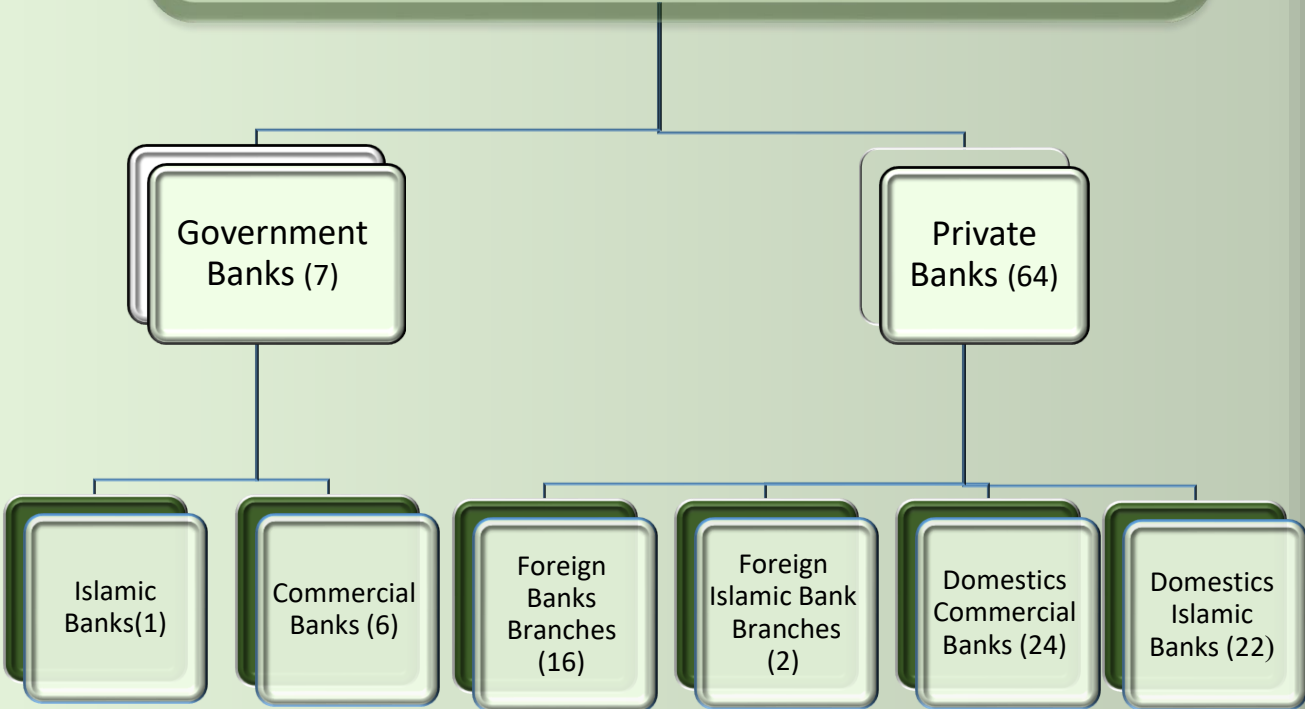 Government
Banks (7)
Private
Banks (64)
Islamic
Banks(1)
Commercial
Banks (6)
Foreign
Banks
Branches
(16)
Foreign
Islamic Bank
Branches
(2)
Domestics
Commercial
Banks (24)
Domestics
Islamic
Banks (22)